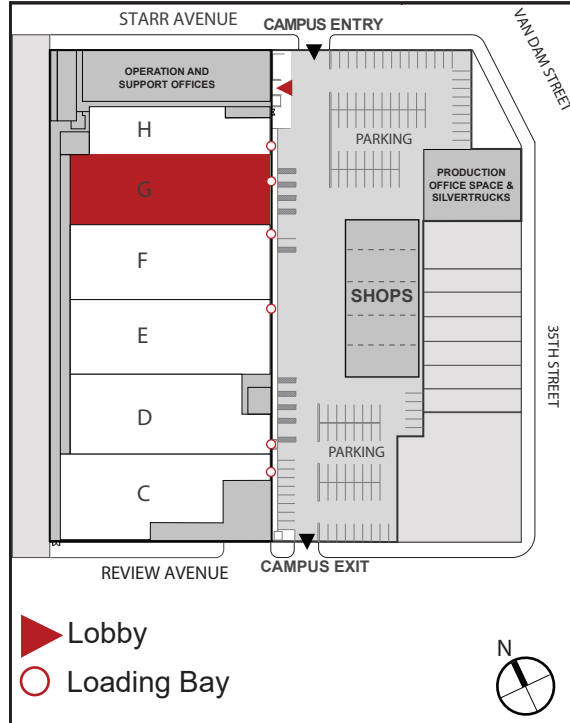 STARR AVENUE
CAMPUS ENTRY
VAN DAM STREET
OPERATION AND
SUPPORT OFFICES
H
PARKING
G
PRODUCTION
OFFICE SPACE &
SILVERTRUCKS
F
SHOPS
E
35TH STREET
D
PARKING
C
REVIEW AVENUE
CAMPUS EXIT
Lobby
Loading Bay
N